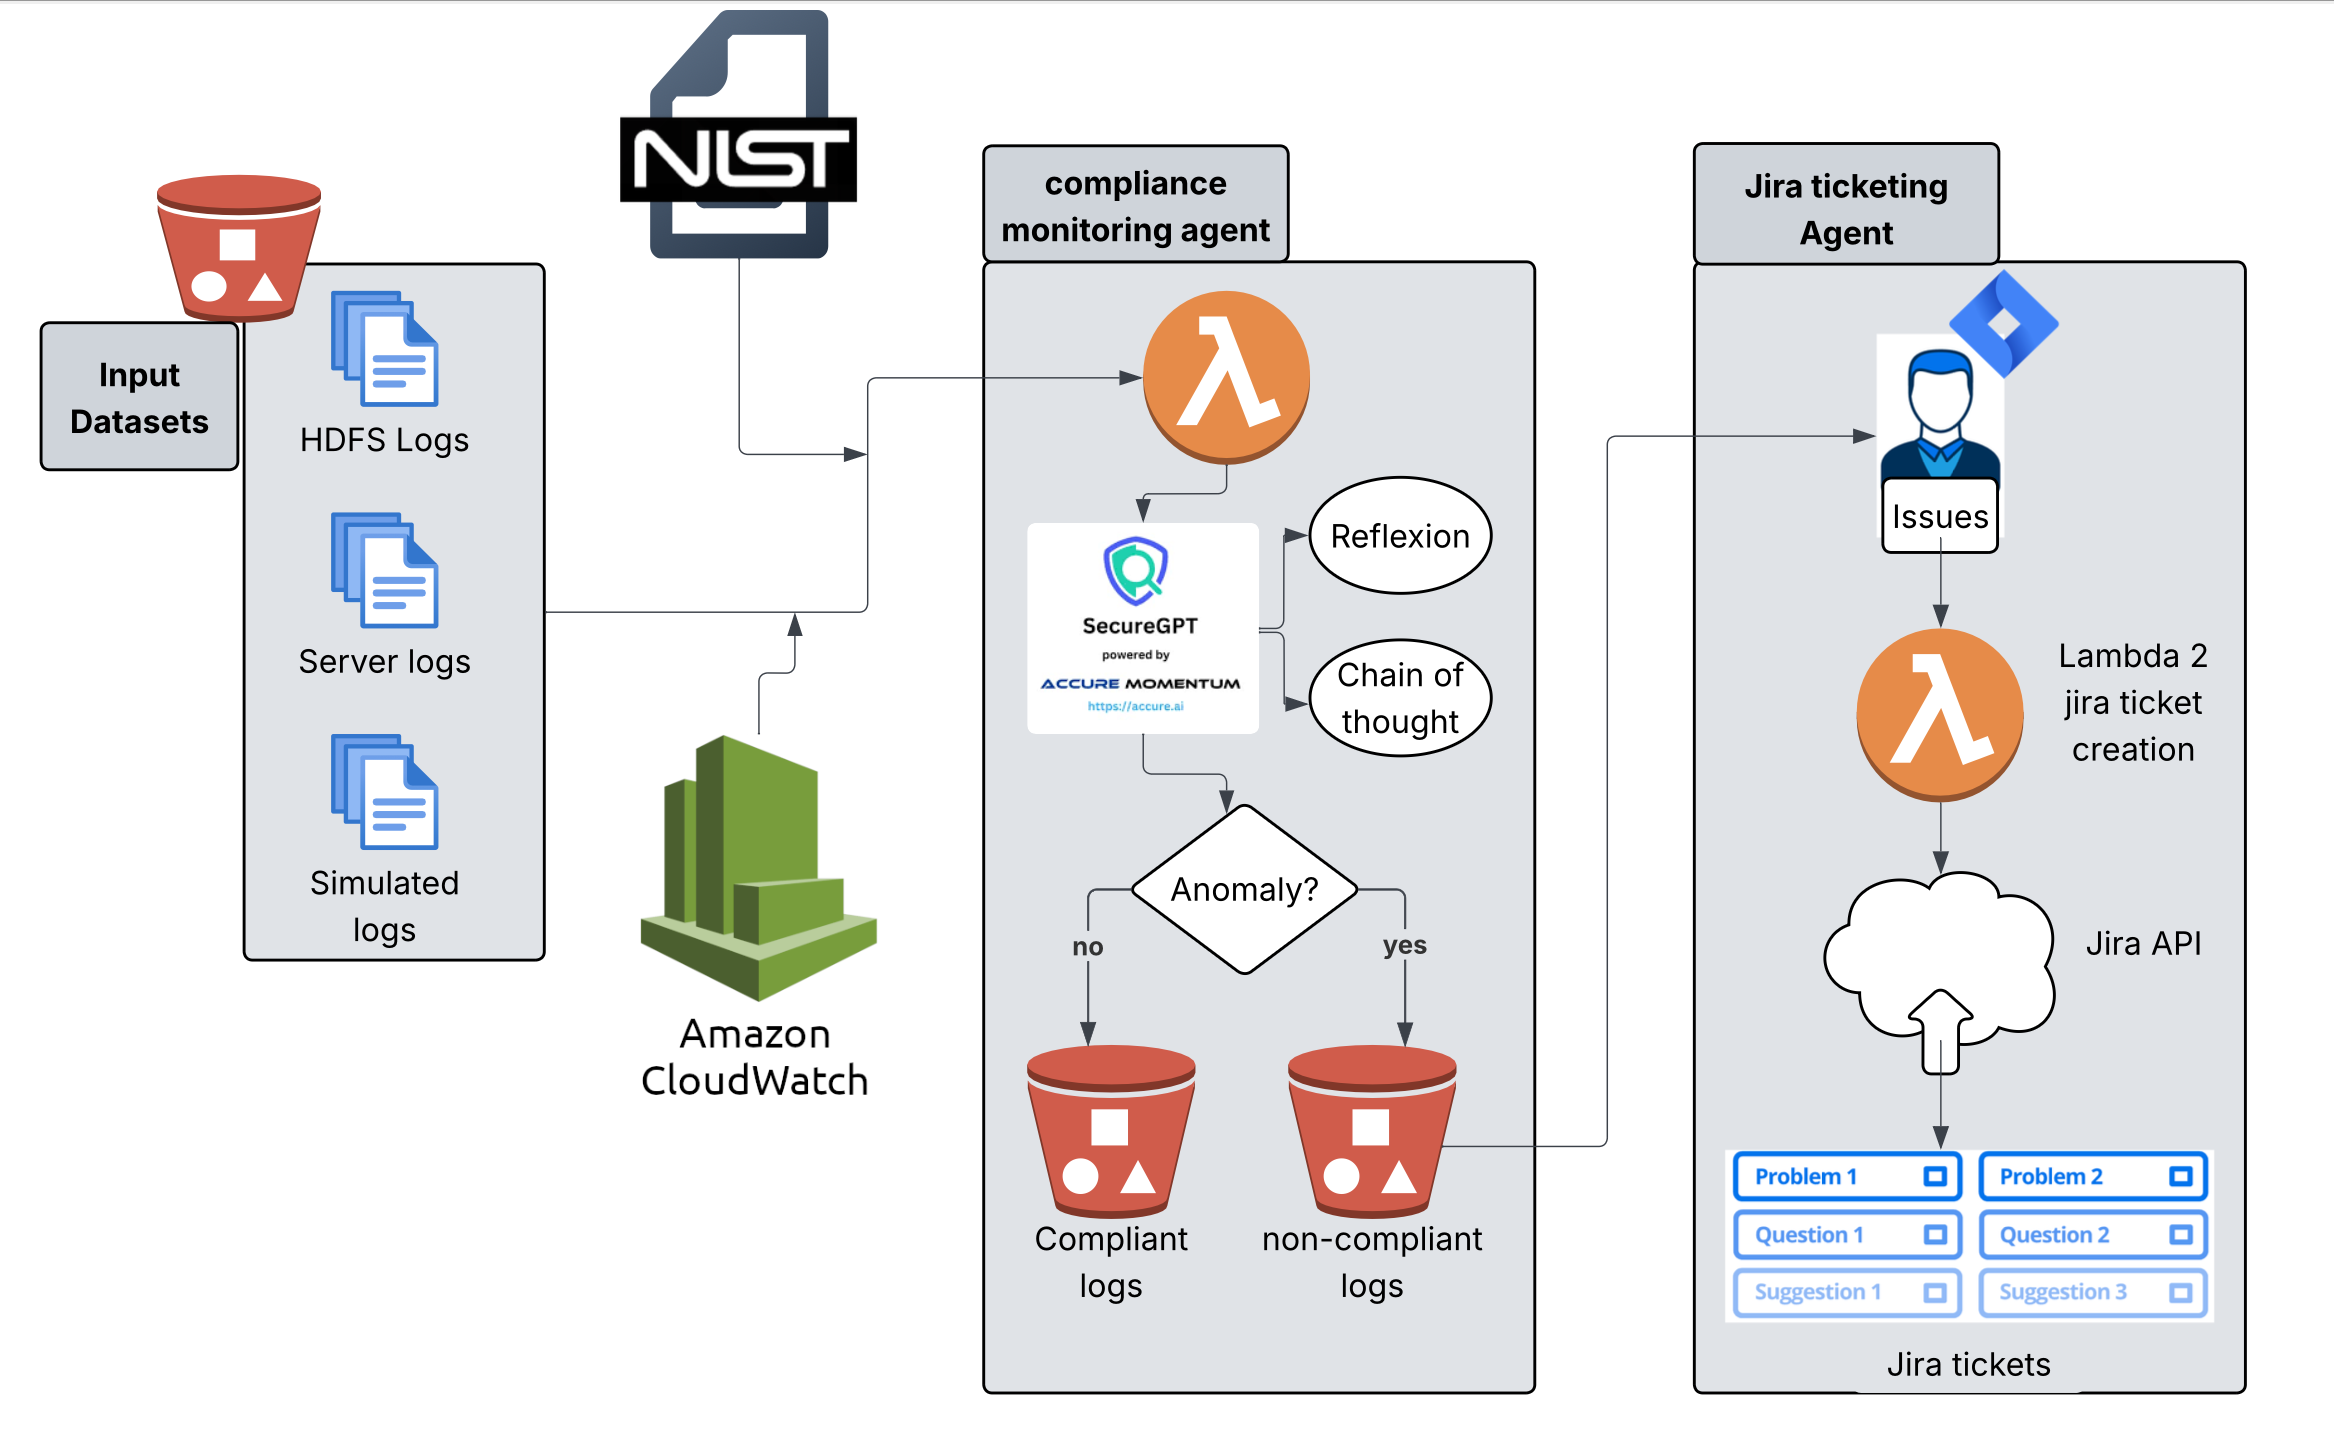 NIST
Input
Datasets
HDFS Logs
Server logs
Simulated
logs
Amazon
CloudWatch
compliance
monitoring agent
SecureGPT
powered by
ACCURE MOMENTUM
https://accure.ai
Reflexion
Chain of
thought
Anomaly?
no
yes
Compliant
logs
non-compliant
logs
Jira ticketing
Agent
Issues
Lambda 2
jira ticket
creation
Jira API
Problem 1
Problem 2
Question 1
Question 2
Suggestion 1
Suggestion 3
Jira tickets